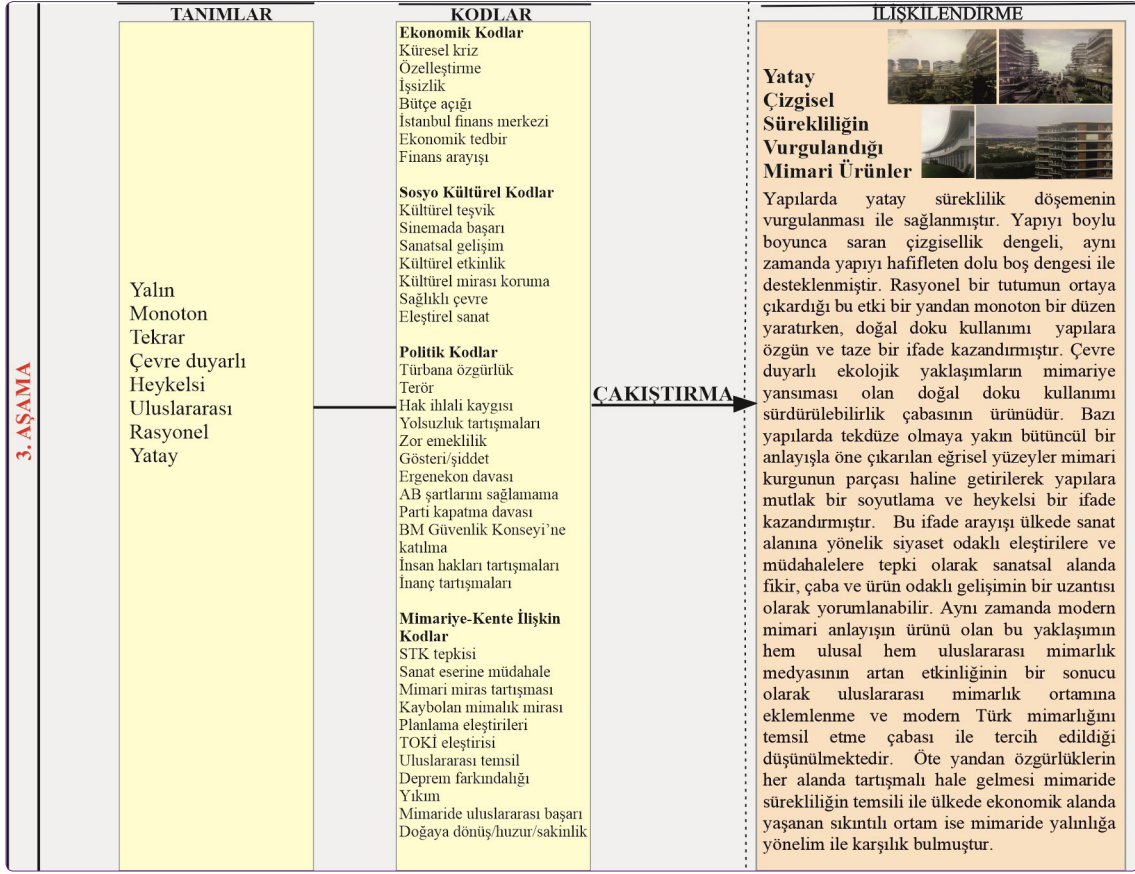 3. AŞAMA
TANIMLAR
Yalın
Monoton
Tekrar
Çevre duyarlı
Heykelsi
Uluslararası
Rasyonel
Yatay
KODLAR
Ekonomik Kodlar
Küresel kriz
Özelleştirme
İşsizlik
Bütçe açığı
İstanbul finans merkezi
Ekonomik tedbir
Finans arayışı
Sosyo Kültürel Kodlar
Kültürel teşvik
Sinemada başarı
Sanatsal gelişim
Kültürel etkinlik
Kültürel mirası koruma
Sağlıklı çevre
Eleştirel sanat
Politik Kodlar
Türbana özgürlük
Terör
Hak ihlali kaygısı
Yolsuzluk tartışmaları
Zor emeklilik
Gösteri/şiddet
Ergenekon davası
AB şartlarını sağlamama
Parti kapatma davası
BM Güvenlik Konseyi’ne
katılma
İnsan hakları tartışmaları
İnanç tartışmaları
Mimariye-Kente İlişkin
Kodlar
STK tepkisi
Sanat eserine müdahale
Mimari miras tartışması
Kaybolan mimalık mirası
Planlama eleştirileri
TOKİ eleştirisi
Uluslararası temsil
Deprem farkındalığı
Yıkım
Mimaride uluslararası başarı
Doğaya dönüş/huzur/sakinlik
ÇAKIŞTIRMA
İLİŞKİLENDİRME
Yatay
Çizgisel
Sürekliliğin
Vurgulandığı
Mimari Ürünler
Yapılarda yatay süreklilik döşemenin
vurgulanması ile sağlanmıştır. Yapıyı boylu
boyunca saran çizgisellik dengeli, aynı
zamanda yapıyı hafifleten dolu boş dengesi ile
desteklenmiştir. Rasyonel bir tutumun ortaya
çıkardığı bu etki bir yandan monoton bir düzen
yaratırken, doğal doku kullanımı yapılara
özgün ve taze bir ifade kazandırmıştır. Çevre
duyarlı ekolojik yaklaşımların mimariye
yansıması olan doğal doku kullanımı
sürdürülebilirlik çabasının ürünüdür. Bazı
yapılarda tekdüze olmaya yakın bütüncül bir
anlayışla öne çıkarılan eğrisel yüzeyler mimari
kurgunun parçası haline getirilerek yapılara
mutlak bir soyutlama ve heykelsi bir ifade
kazandırmıştır. Bu ifade arayışı ülkede sanat
alanına yönelik siyaset odaklı eleştirilere ve
müdahalelere tepki olarak sanatsal alanda
fikir, çaba ve ürün odaklı gelişimin bir uzantısı
olarak yorumlanabilir. Aynı zamanda modern
mimari anlayışın ürünü olan bu yaklaşımın
hem ulusal hem uluslararası mimarlık
medyasının artan etkinliğinin bir sonucu
olarak uluslararası mimarlık ortamına
eklemlenme ve modern Türk mimarlığını
temsil etme çabası ile tercih edildiği
düşünülmektedir. Öte yandan özgürlüklerin
her alanda tartışmalı hale gelmesi mimaride
sürekliliğin temsili ile ülkede ekonomik alanda
yaşanan sıkıntılı ortam ise mimaride yalınlığa
yönelim ile karşılık bulmuştur.